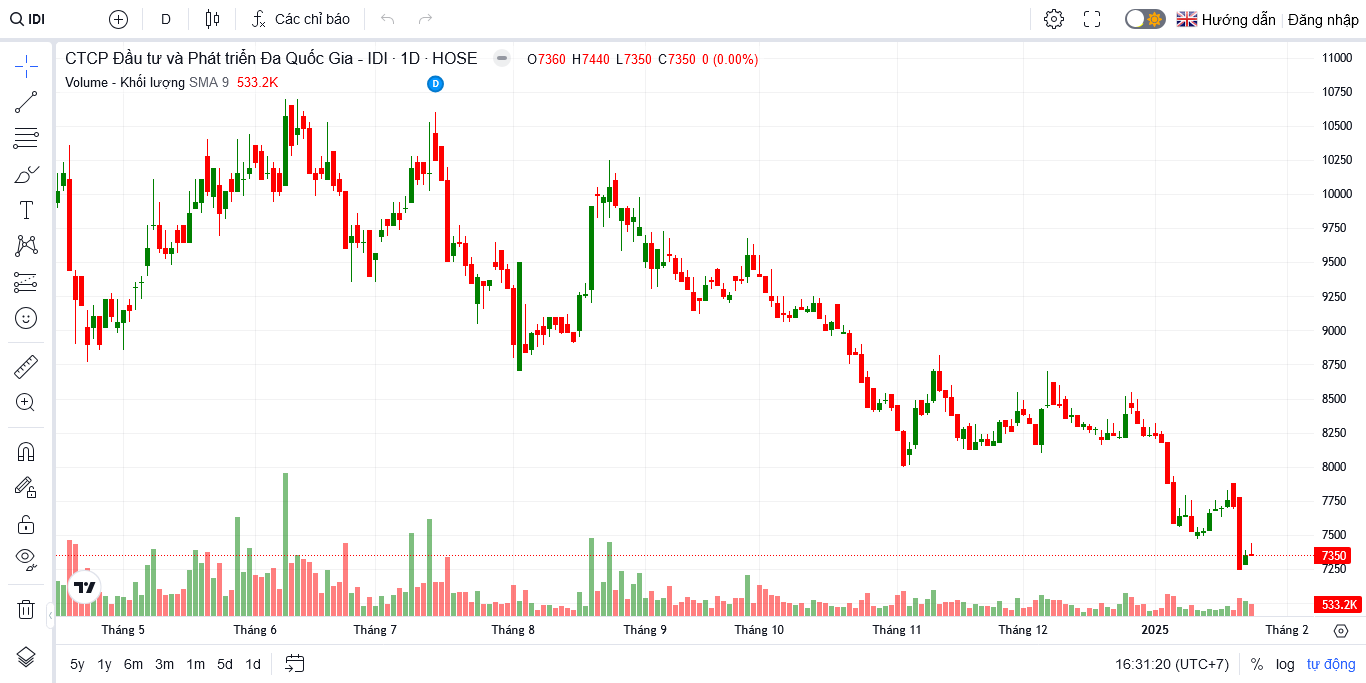 IDI D Các chỉ báo Hướng dẫn Đăng nhập
CTCP Đầu tư và Phát triển Đa Quốc Gia - IDI · 1D · HOSE O7360 H7440 L7350 C7350 0 (0.00%)
Volume - Khối lượng SMA 9 533.2K
D
11000
10750
10500
10250
10000
9750
9500
9250
9000
8750
8500
8250
8000
7750
7500
7350
7250
533.2K
Tháng 5 Tháng 6 Tháng 7 Tháng 8 Tháng 9 Tháng 10 Tháng 11 Tháng 12 2025 Tháng 2
5y 1y 6m 3m 1m 5d 1d 16:31:20 (UTC+7) % log tự động